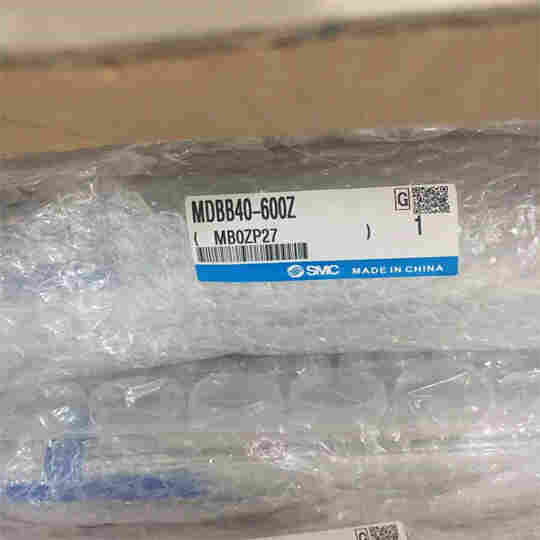 MDBB40-600Z
G
( MB0ZP27 )
1
SMC MADE IN CHINA
G